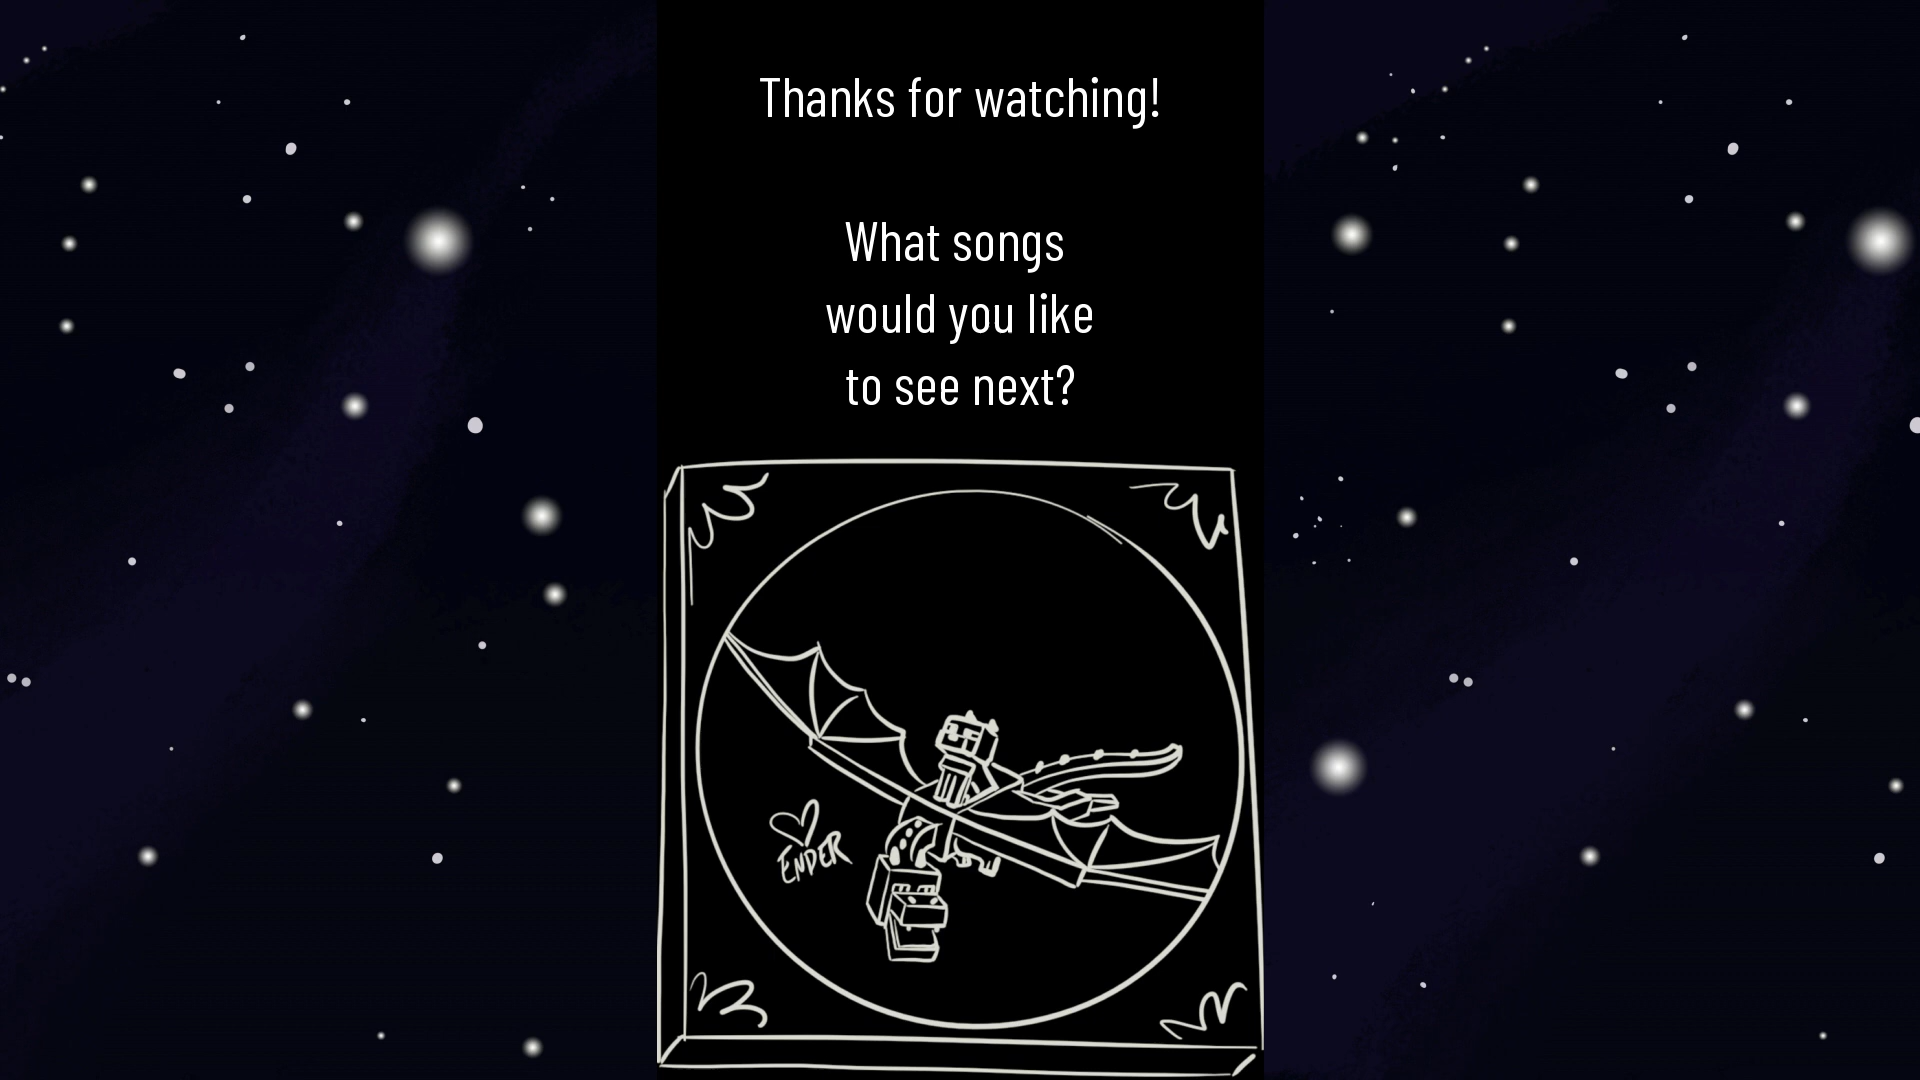 Thanks for watching!
What songs
would you like
to see next?
ENDER